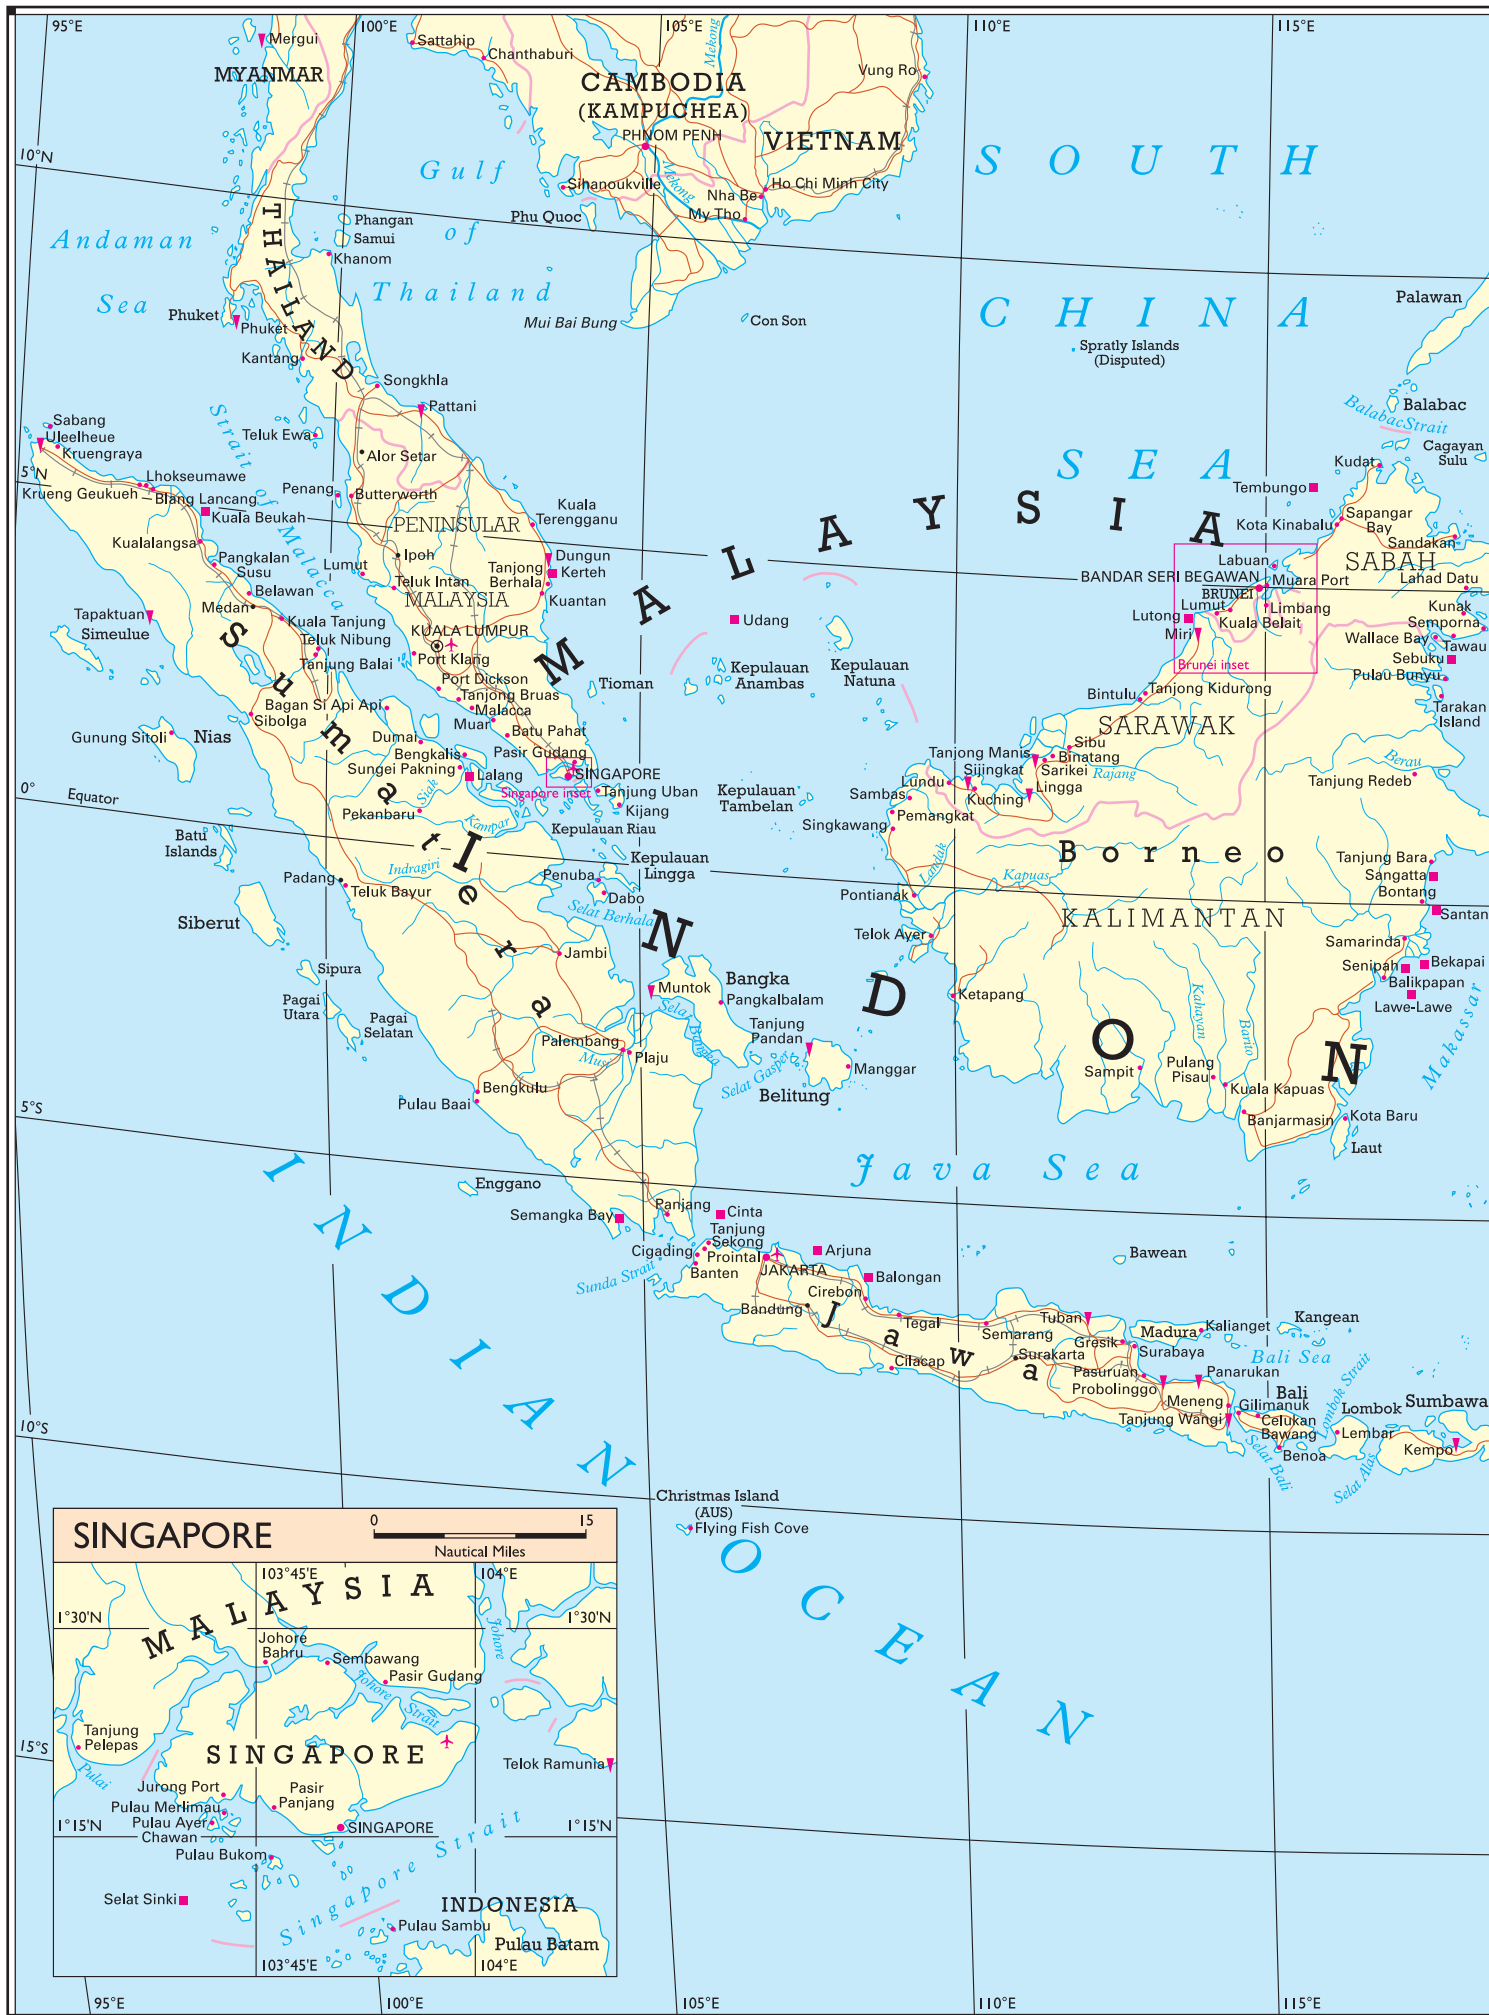 95°E
100°E
105°E
110°E
115°E
Mergui
MYANMAR
Sattahip
Chanthaburi
Mekong
CAMBODIA
(KAMPUCHEA)
PHNOM PENH
Vung Ro
VIETNAM
10°N
Gulf
of
Thailand
SOUTH
CHINA
SEA
Sihanoukville
Mekong
Ho Chi Minh City
Nha Be
My Tho
Phu Quoc
THAILAND
Phangan
Samui
Khanom
Andaman
Sea
Phuket
Phuket
Mui Bai Bung
Con Son
Palawan
Spratly Islands
(Disputed)
Kantang
Songkhla
Pattani
Balabac
Balabac Strait
Strait of Malacca
Sabang
Uleelheue
Kruengraya
Teluk Ewa
Alor Setar
Cagayan
Sulu
Kudat
5°N
Lhokseumawe
Krueng Geukueh
Blang Lancang
Kuala Beukah
Penang
Butterworth
Kuala
Terengganu
PENINSULAR
MALAYSIA
MALAYSIA
Tembungo
Kota Kinabalu
Sapangar
Bay
Sandakan
SABAH
Kualalangsa
Ipoh
Dungun
Kerteh
Tanjong
Berhala
Kuantan
Pangkalan
Susu
Lumut
Teluk Intan
Labuan
BANDAR SERI BEGAWAN
Muara Port
BRUNEI
Lahad Datu
Belawan
Medan
Tapaktuan
Simeulue
Kuala Tanjung
Teluk Nibung
Tanjung Balai
KUALA LUMPUR
Port Klang
Udang
Lutong
Lumut
Limbang
Kuala Belait
Miri
Kunak
Semporna
Wallace Bay
Tawau
Sebuku
Pulau Bunyu
Brunei inset
Port Dickson
Tanjong Bruas
Malacca
Muar
Batu Pahat
Tioman
Kepulauan
Anambas
Kepulauan
Natuna
Bintulu
Tanjong Kidurong
Tarakan
Island
SARAWAK
Bagan Si Api Api
Sibolga
Nias
Gunung Sitoli
Dumai
Bengkalis
Sungei Pakning
Lalang
Pasir Gudang
SINGAPORE
Singapore inset
Tanjung Uban
Kijang
Sibu
Tanjong Manis
Binatang
Sarikei
Sijingkat
Rajang
Lingga
Lundu
Kuching
Sambas
Pemangkat
Singkawang
Berau
Tanjung Redeb
0°
Equator
Siak
Pekanbaru
Kampar
Kepulauan
Tambelan
Kepulauan Riau
Batu
Islands
Sumatera
Indragiri
Kepulauan
Lingga
Landak
Kapuas
Borneo
Tanjung Bara
Sangatta
Bontang
Santan
Padang
Teluk Bayur
Penuba
Dabo
Selat Berhala
Pontianak
KALIMANTAN
Siberut
Telok Ayer
Samarinda
Senipah
Bekapai
Balikpapan
Lawe-Lawe
Jambi
Sipura
Pagai
Utara
Pagai
Selatan
Bangka
Muntok
Pangkalbalam
Selat Bangka
INDON
Ketapang
Kahayan
Barito
Makassar
Tanjung
Pandan
Palembang
Musi
Plaju
Selat Gasper
Manggar
Belitung
Sampit
Pulang
Pisau
Kuala Kapuas
Bengkulu
Pulau Baai
Banjarmasin
Kota Baru
Laut
5°S
Java Sea
Enggano
Semangka Bay
Panjang
Cinta
Tanjung
Sekong
Cigading
Prointal
Banten
JAKARTA
Arjuna
Balongan
Bawean
Sunda Strait
Cirebon
Bandung
Jawa
Tegal
Semarang
Tuban
Madura
Kalianget
Kangean
Gresik
Surabaya
Surakarta
Cilacap
Bali Sea
Pasuruan
Probolinggo
Panarukan
Meneng
Tanjung Wangi
Gilimanuk
Bali
Celukan
Bawang
Benoa
Lombok Strait
Lombok
Lembar
Sumbawa
Kempo
Selat Bali
Selat Alas
10°S
INDIAN
OCEAN
Christmas Island
(AUS)
Flying Fish Cove
15°S
SINGAPORE
0
15
Nautical Miles
103°45'E
104°E
MALAYSIA
1°30'N
1°30'N
Johore
Johore
Bahru
Sembawang
Pasir Gudang
Johore Strait
Tanjung
Pelepas
Pulai
SINGAPORE
Telok Ramunia
Jurong Port
Pasir
Panjang
Pulau Merlimau
Pulau Ayer
Chawan
SINGAPORE
1°15'N
1°15'N
Pulau Bukom
Selat Sinki
Singapore Strait
INDONESIA
Pulau Sambu
Pulau Batam
103°45'E
104°E
95°E
100°E
105°E
110°E
115°E